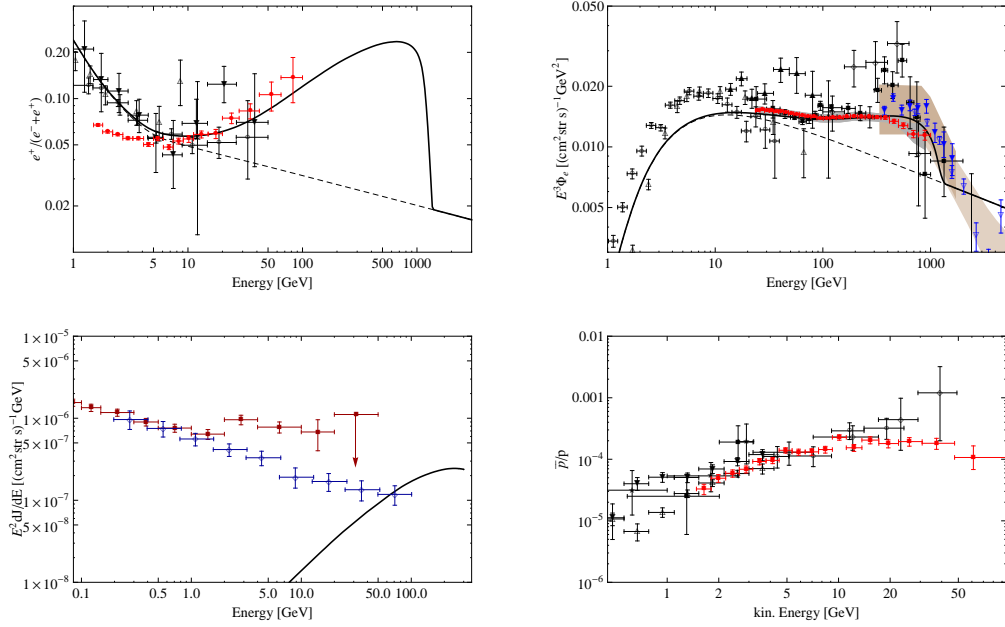 0.20
0.10
0.05
0.02
e⁺/(e⁻+e⁺)
1 5 10 50 100 500 1000
Energy [GeV]
0.050
0.020
0.010
0.005
E³Φₑ [(cm² str s)⁻¹ GeV²]
1 10 100 1000
Energy [GeV]
1×10⁻⁵
5×10⁻⁶
1×10⁻⁶
5×10⁻⁷
1×10⁻⁷
5×10⁻⁸
1×10⁻⁸
E² dJ/dE [(cm² str s)⁻¹ GeV]
0.1 0.5 1.0 5.0 10.0 50.0 100.0
Energy [GeV]
0.01
0.001
10⁻⁴
10⁻⁵
10⁻⁶
p̅/p
1 2 5 10 20 50
kin. Energy [GeV]